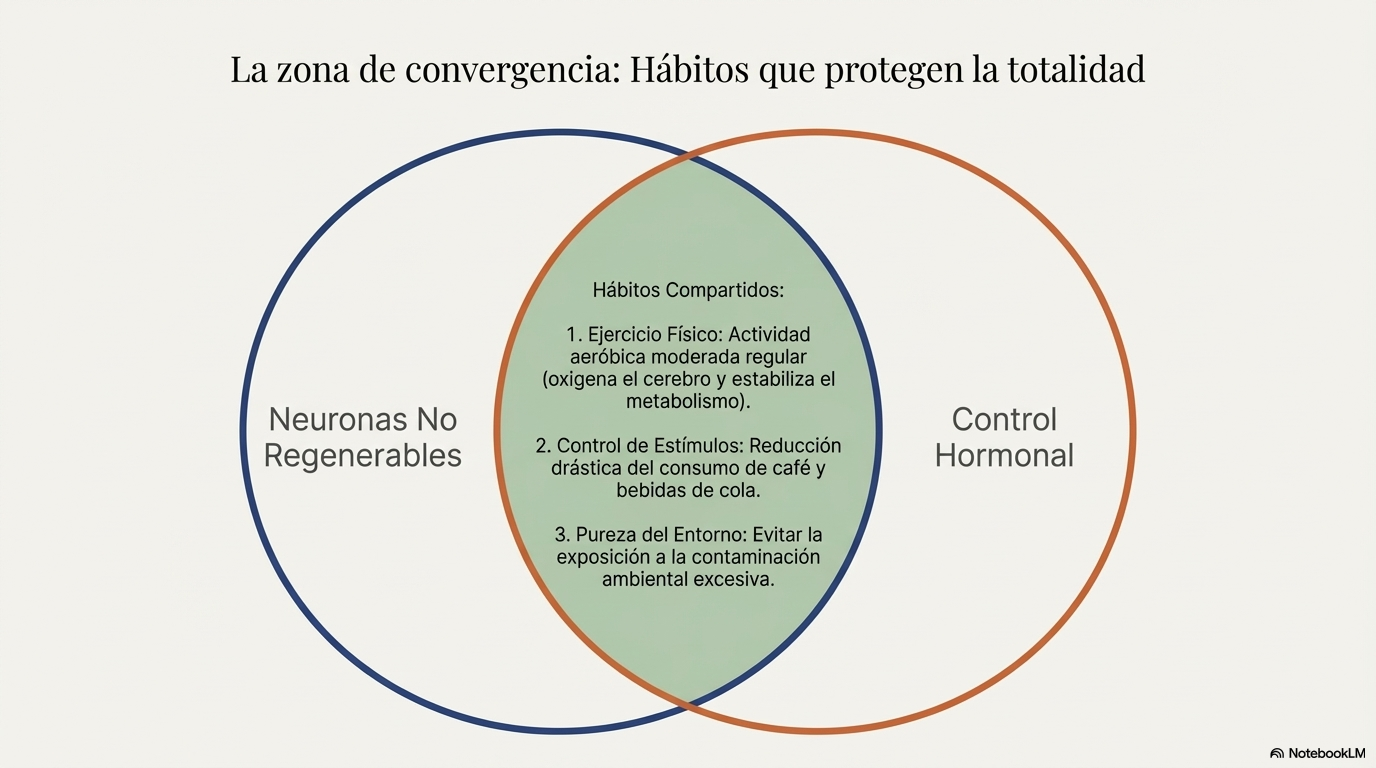 La zona de convergencia: Hábitos que protegen la totalidad
Neuronas No
Regenerables
Hábitos Compartidos:
1. Ejercicio Físico: Actividad
aeróbica moderada regular
(oxigena el cerebro y estabiliza el
metabolismo).
2. Control de Estímulos: Reducción
drástica del consumo de café y
bebidas de cola.
3. Pureza del Entorno: Evitar la
exposición a la contaminación
ambiental excesiva.
Control
Hormonal
NotebookLM